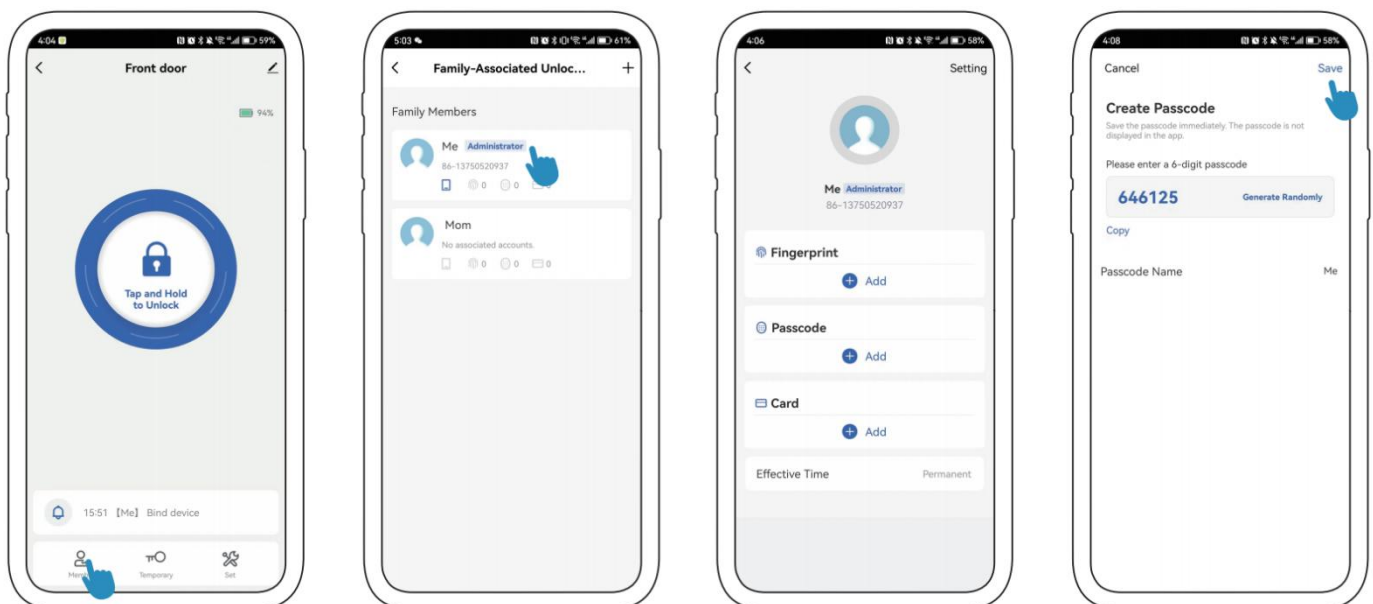 4:04
59%
Front door
94%
Tap and Hold
to Unlock
15:51 【Me】 Bind device
Temporary
Set
5:03
61%
Family-Associated Unloc...
+
Family Members
Me Administrator
86-13750520937
0 0 0
Mom
No associated accounts.
0 0 0
4:06
58%
Setting
Me Administrator
86-13750520937
Fingerprint
Add
Passcode
Add
Card
Add
Effective Time Permanent
4:08
58%
Cancel Save
Create Passcode
Save the passcode immediately. The passcode is not
displayed in the app.
Please enter a 6-digit passcode
646125 Generate Randomly
Copy
Passcode Name Me